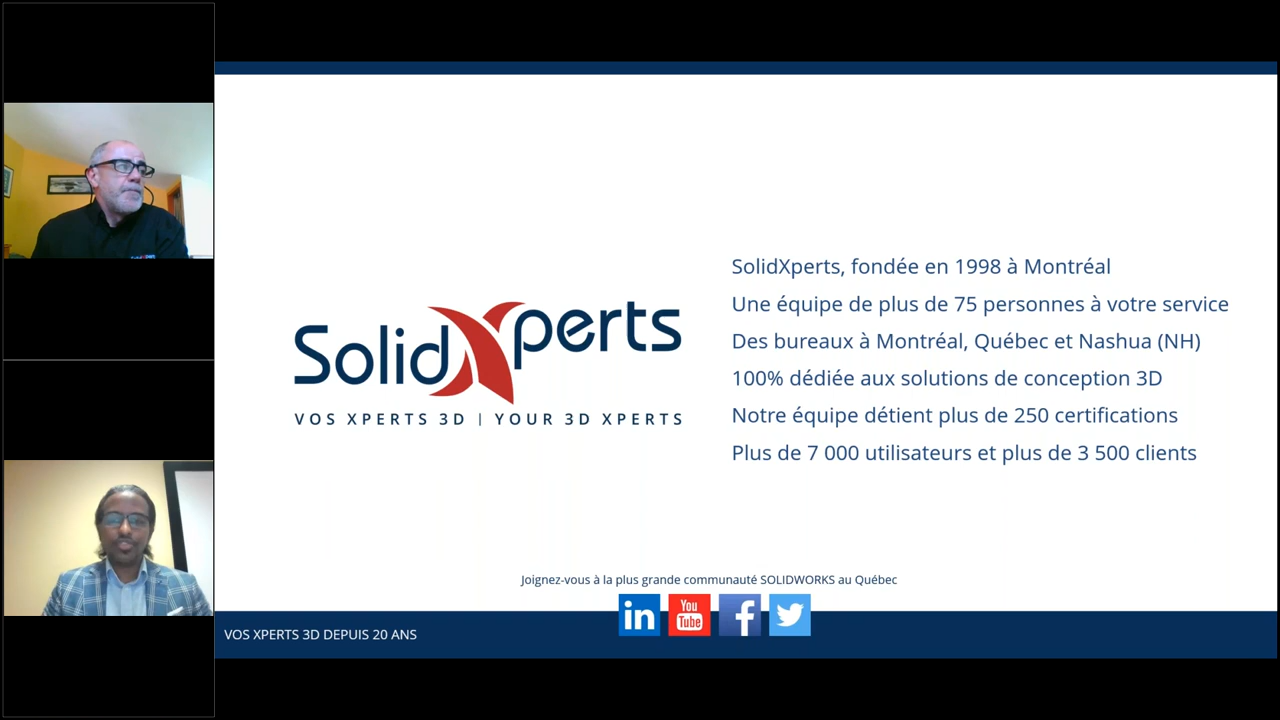 SolidXperts
VOS XPERTS 3D | YOUR 3D XPERTS
SolidXperts, fondée en 1998 à Montréal
Une équipe de plus de 75 personnes à votre service
Des bureaux à Montréal, Québec et Nashua (NH)
100% dédiée aux solutions de conception 3D
Notre équipe détient plus de 250 certifications
Plus de 7 000 utilisateurs et plus de 3 500 clients
Joignez-vous à la plus grande communauté SOLIDWORKS au Québec
in
You
Tube
f
VOS XPERTS 3D DEPUIS 20 ANS